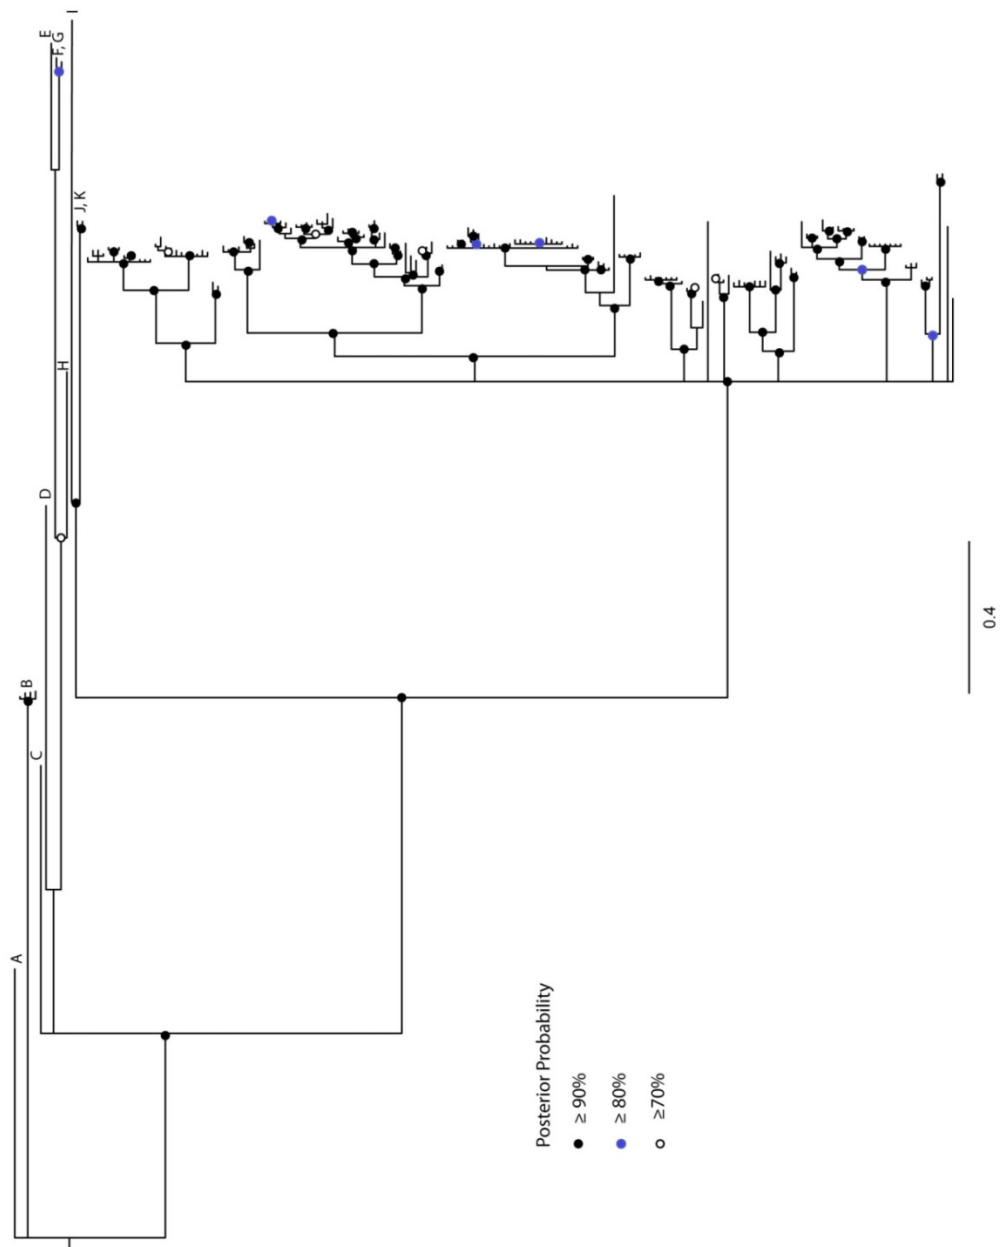 A
B
C
D
E
F, G
H
I
J, K
Posterior Probability
≥ 90%
≥ 80%
≥70%
0.4